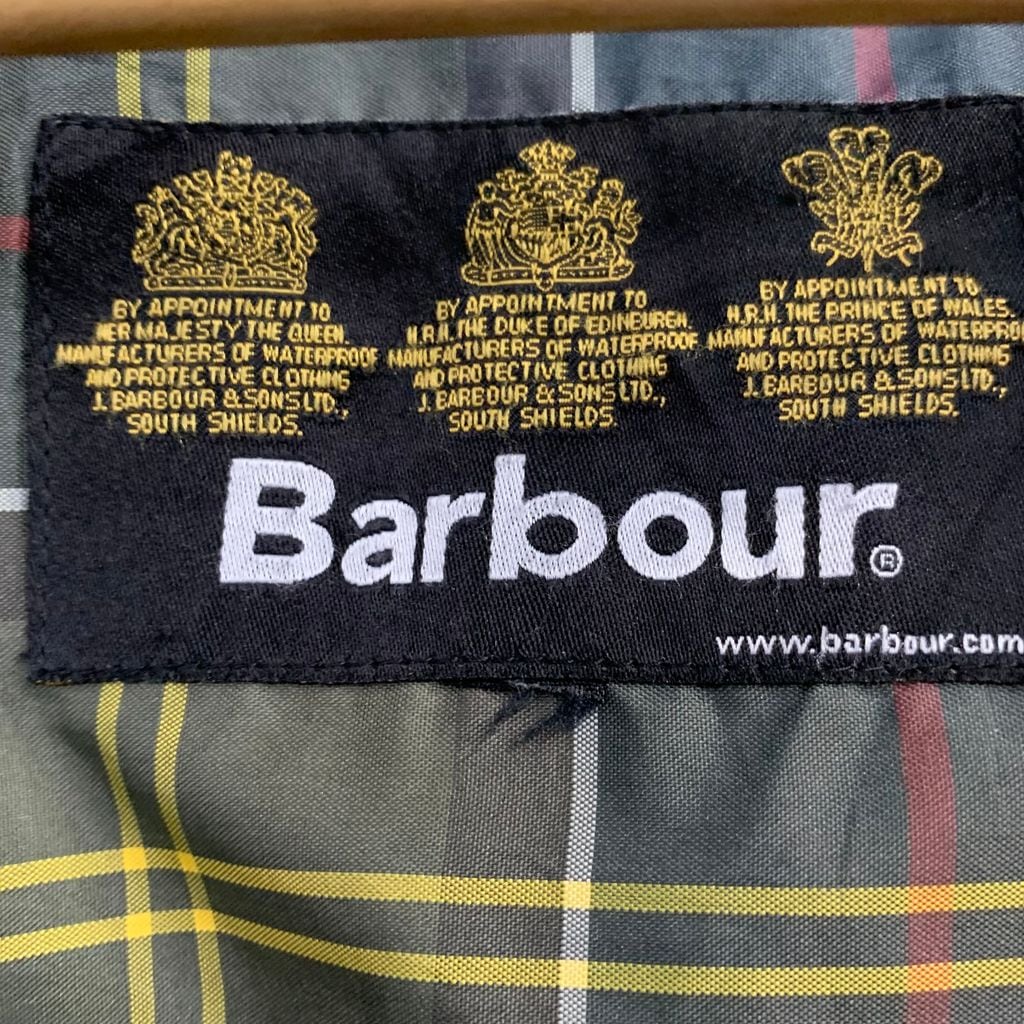 BY APPOINTMENT TO
HER MAJESTY THE QUEEN
MANUFACTURERS OF WATERPROOF
AND PROTECTIVE CLOTHING
J. BARBOUR & SONS LTD.,
SOUTH SHIELDS.
BY APPOINTMENT TO
H.R.H. THE DUKE OF EDINBURGH
MANUFACTURERS OF WATERPROOF
AND PROTECTIVE CLOTHING
J. BARBOUR & SONS LTD.,
SOUTH SHIELDS.
BY APPOINTMENT TO
H.R.H. THE PRINCE OF WALES.
MANUFACTURERS OF WATERPROO
AND PROTECTIVE CLOTHING
J. BARBOUR & SONS LTD.,
SOUTH SHIELDS.
Barbour®
www.barbour.com